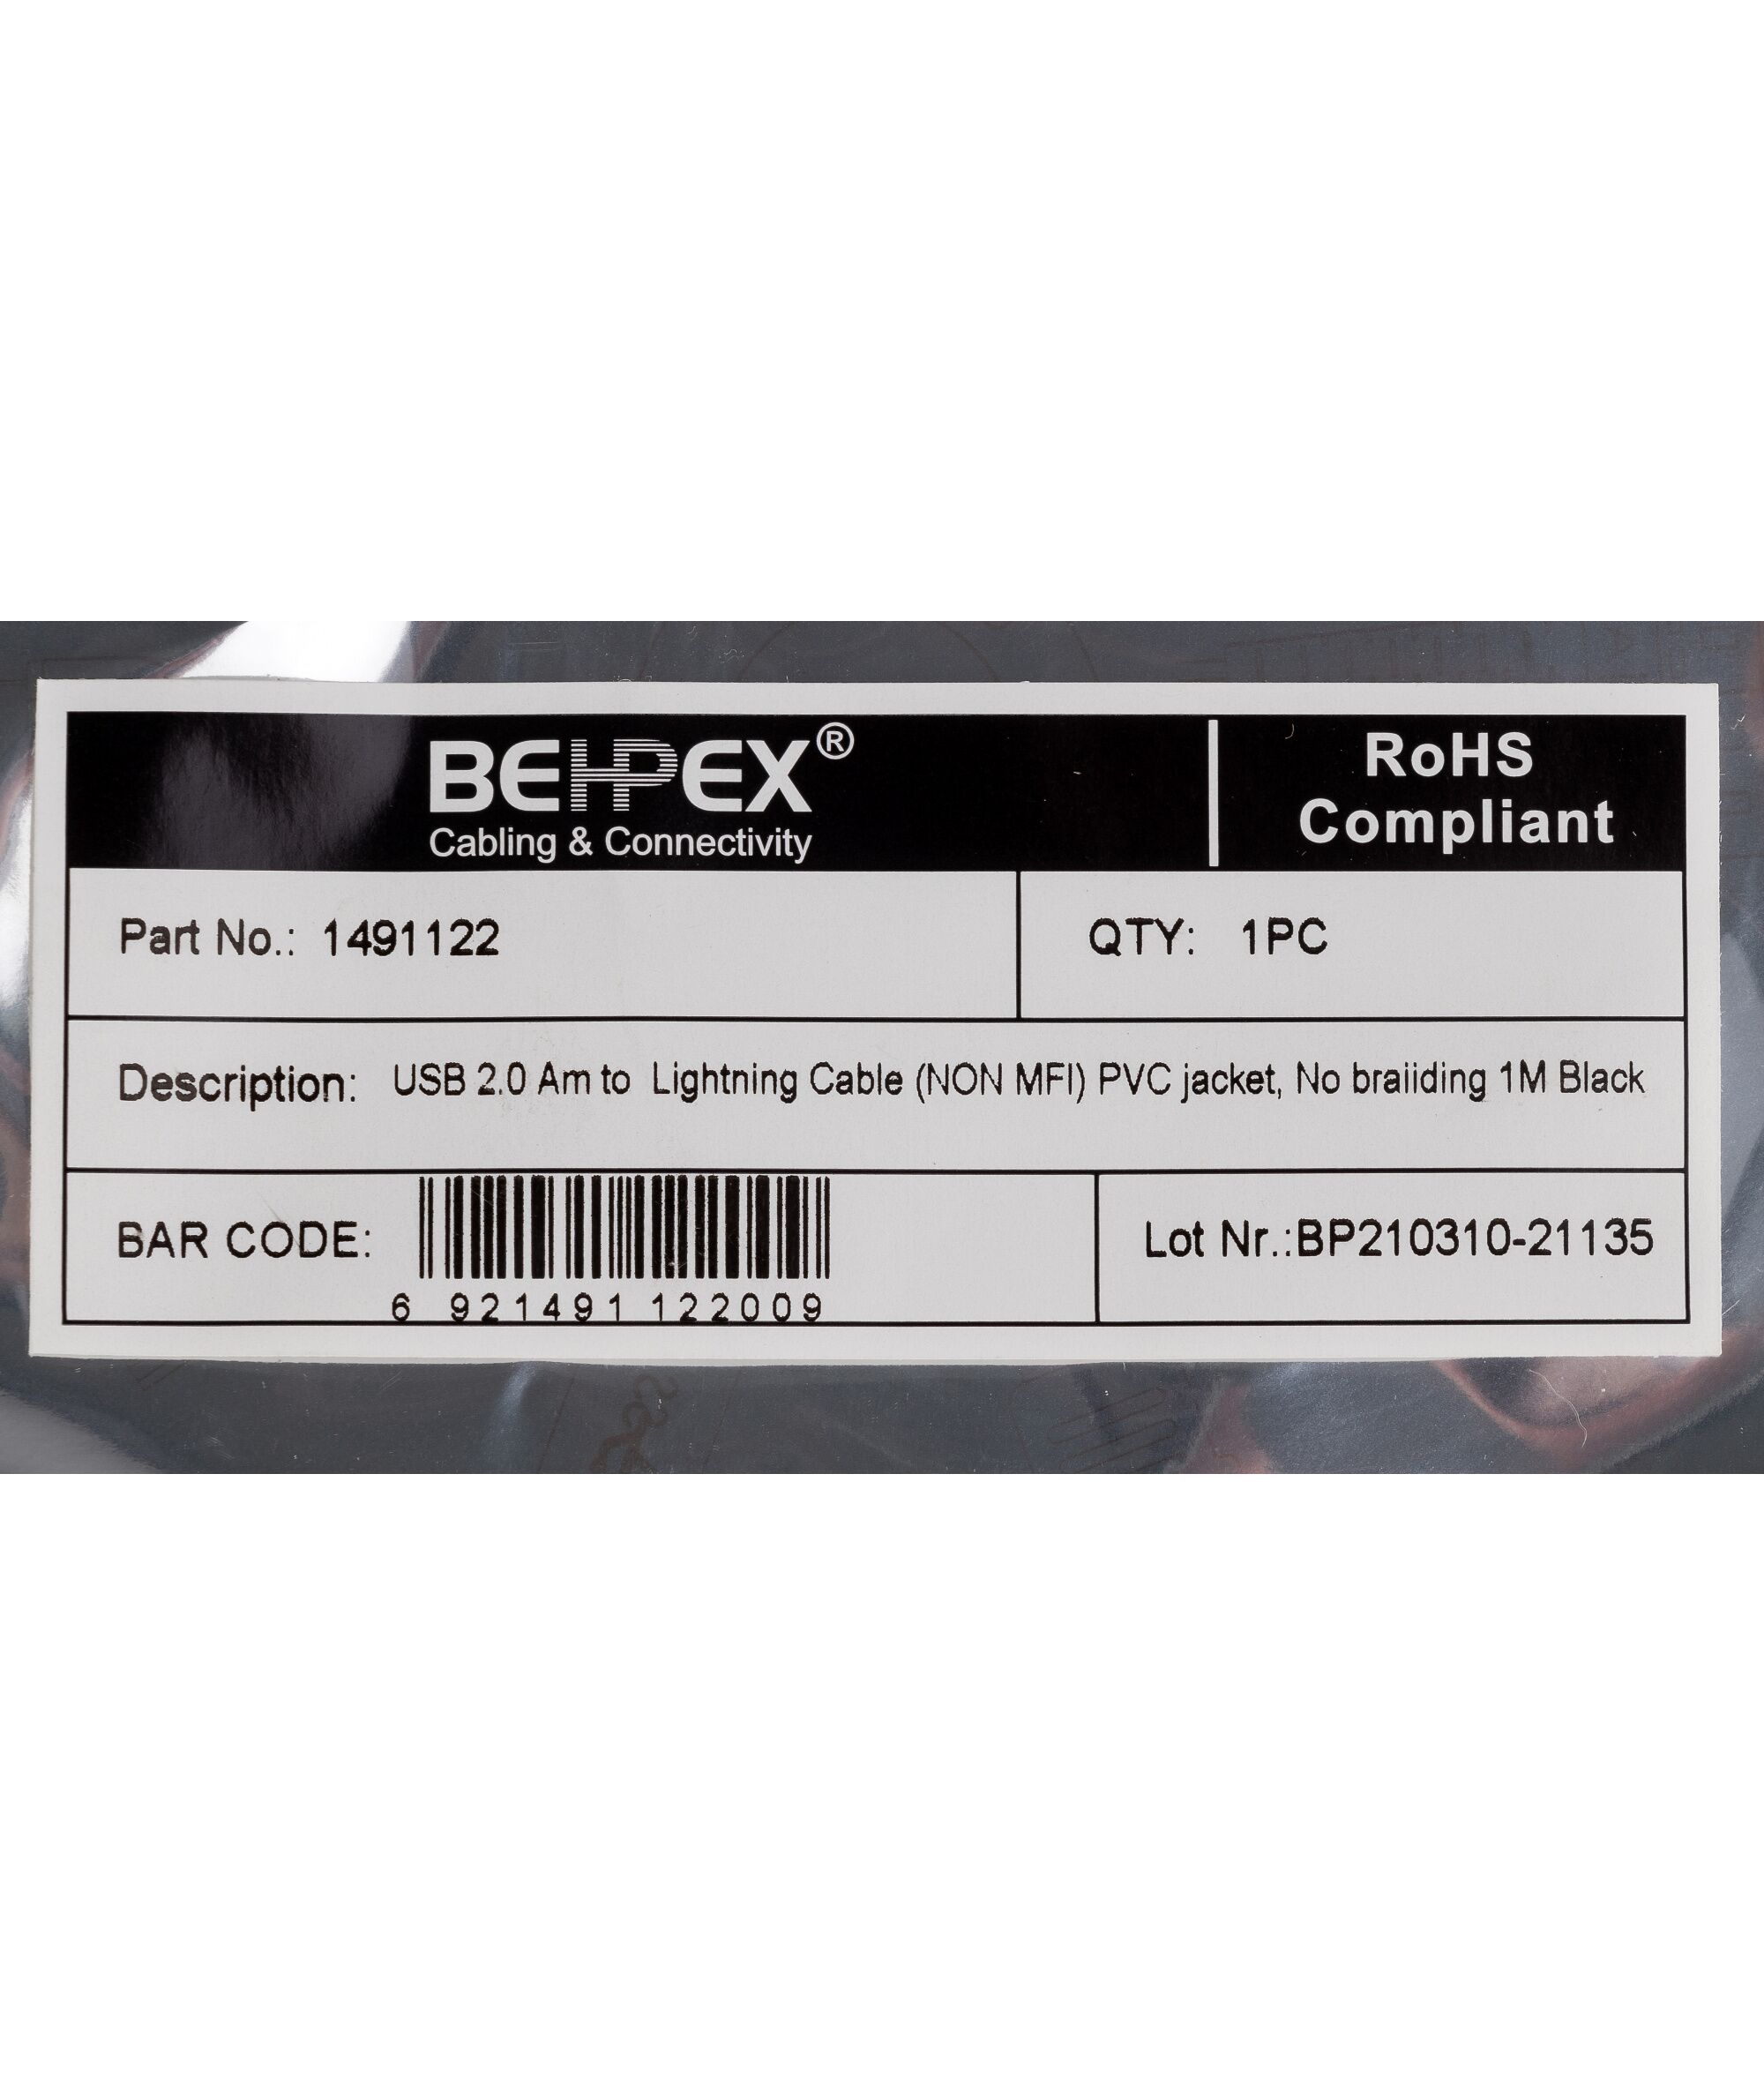 BEHPEX®
Cabling & Connectivity
RoHS
Compliant
Part No.: 1491122
QTY: 1PC
Description: USB 2.0 Am to Lightning Cable (NON MFI) PVC jacket, No braiiding 1M Black
BAR CODE:
6 921491 122009
Lot Nr.:BP210310-21135